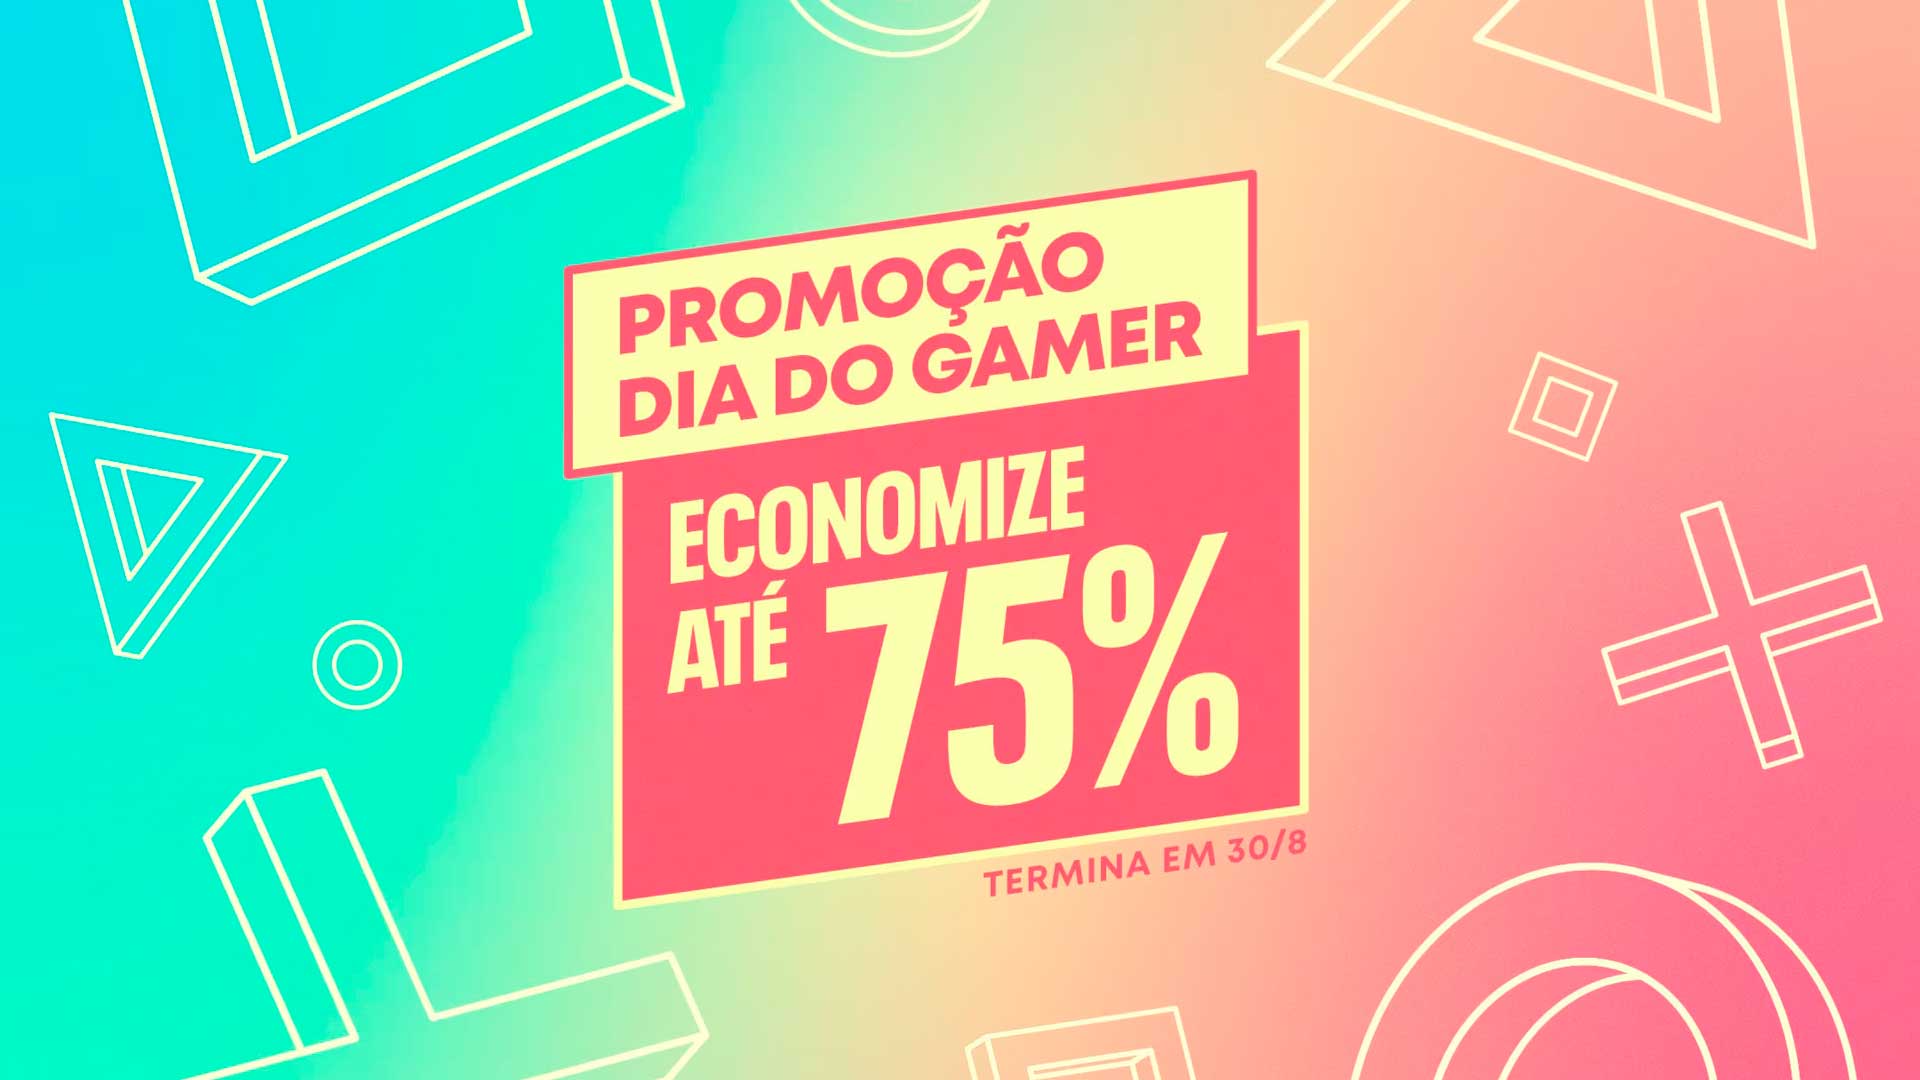 PROMOÇÃO
DIA DO GAMER
ECONOMIZE
ATÉ 75%
TERMINA EM 30/8